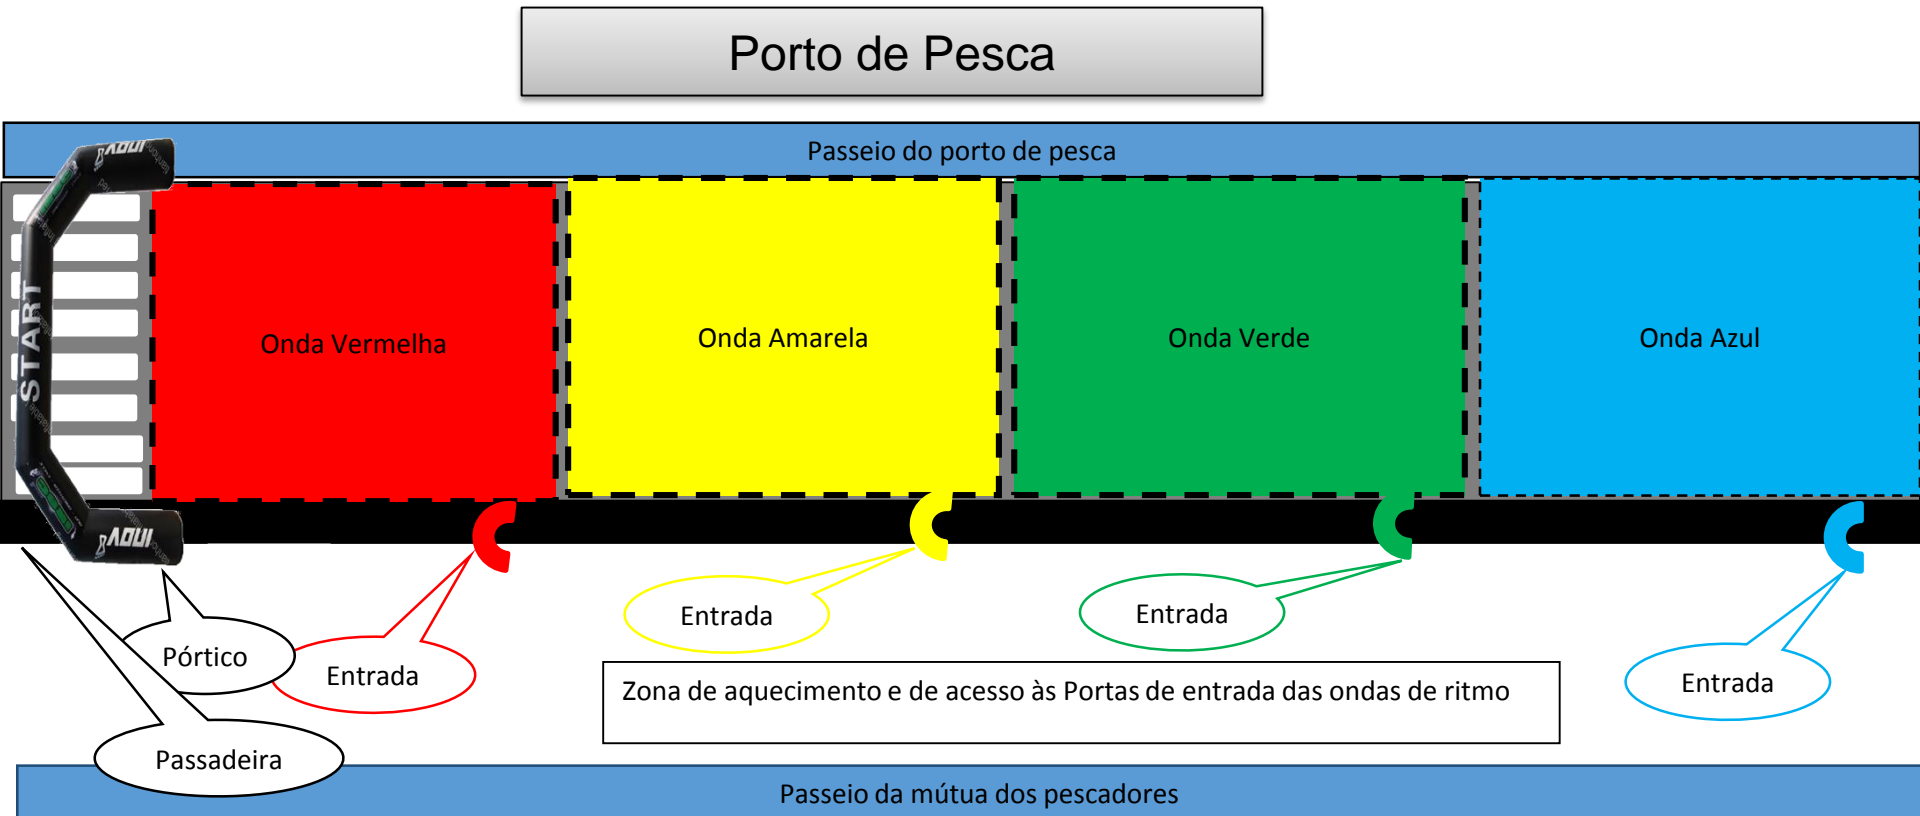 Porto de Pesca
Passeio do porto de pesca
START
Onda Vermelha
Onda Amarela
Onda Verde
Onda Azul
Entrada
Entrada
Pórtico
Entrada
Entrada
Zona de aquecimento e de acesso às Portas de entrada das ondas de ritmo
Passadeira
Passeio da mútua dos pescadores